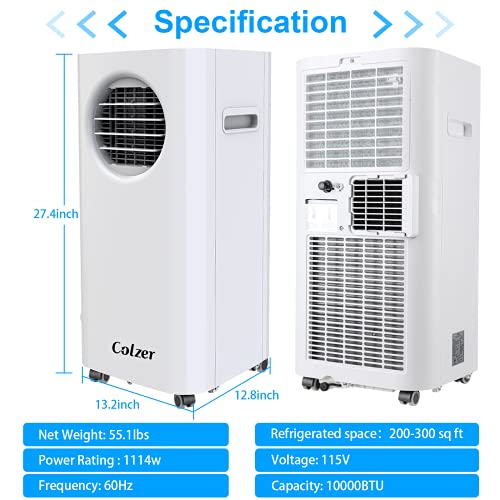 Specification
27.4inch
Colzer
13.2inch
12.8inch
Net Weight: 55.1lbs
Refrigerated space： 200-300 sq ft
Power Rating : 1114w
Voltage: 115V
Frequency: 60Hz
Capacity: 10000BTU